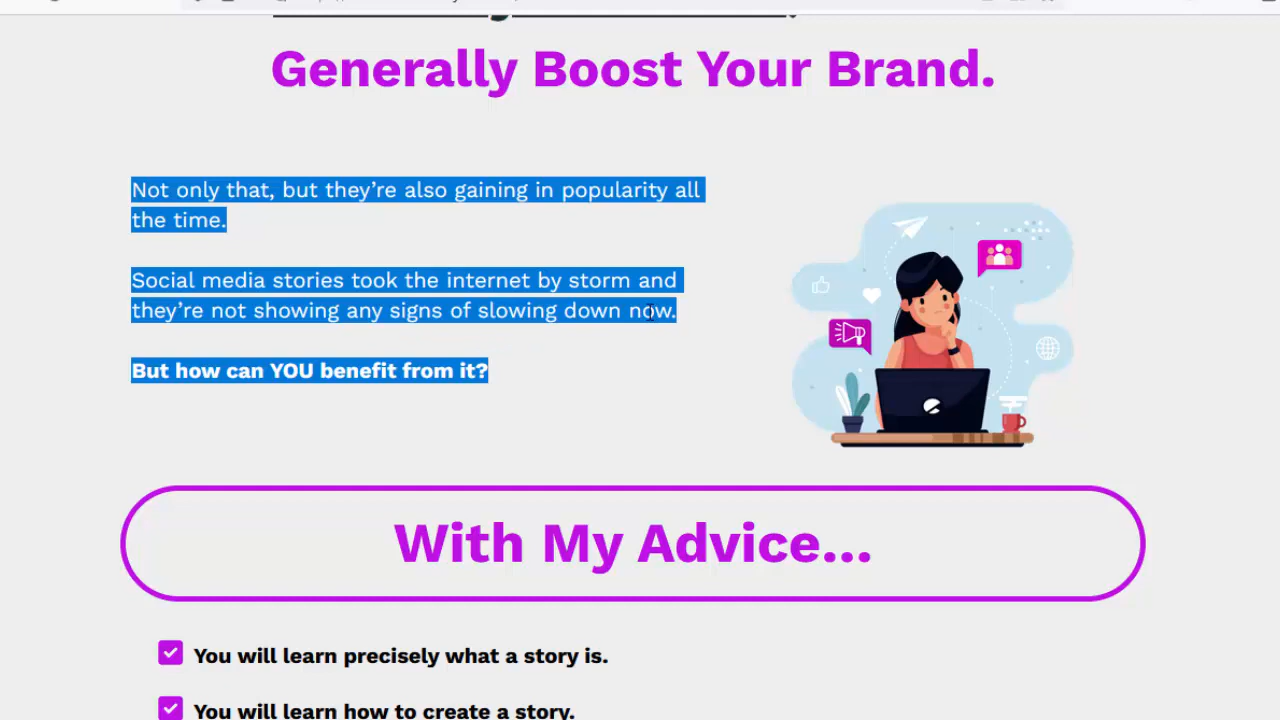 Generally Boost Your Brand.
Not only that, but they’re also gaining in popularity all
the time.
Social media stories took the internet by storm and
they’re not showing any signs of slowing down now.
But how can YOU benefit from it?
With My Advice...
You will learn precisely what a story is.
You will learn how to create a story.